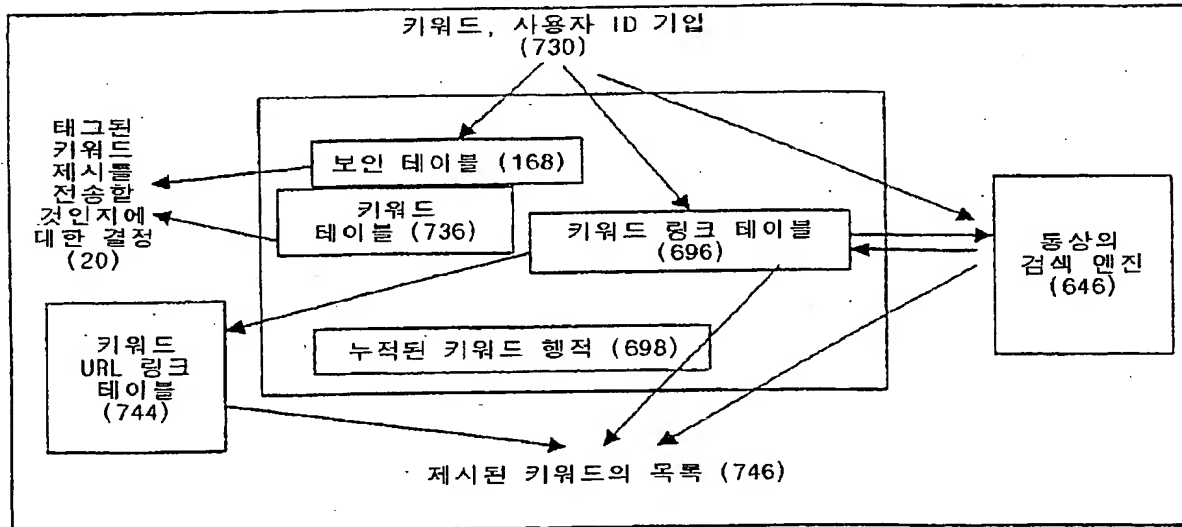 키워드, 사용자 ID 기입
(730)
태그된
키워드
제시를
전송할
것인지에
대한 결정
(20)
보인 테이블 (168)
키워드
테이블 (736)
키워드 링크 테이블
(696)
통상의
검색 엔진
(646)
키워드
URL 링크
테이블
(744)
누적된 키워드 행적 (698)
제시된 키워드의 목록 (746)